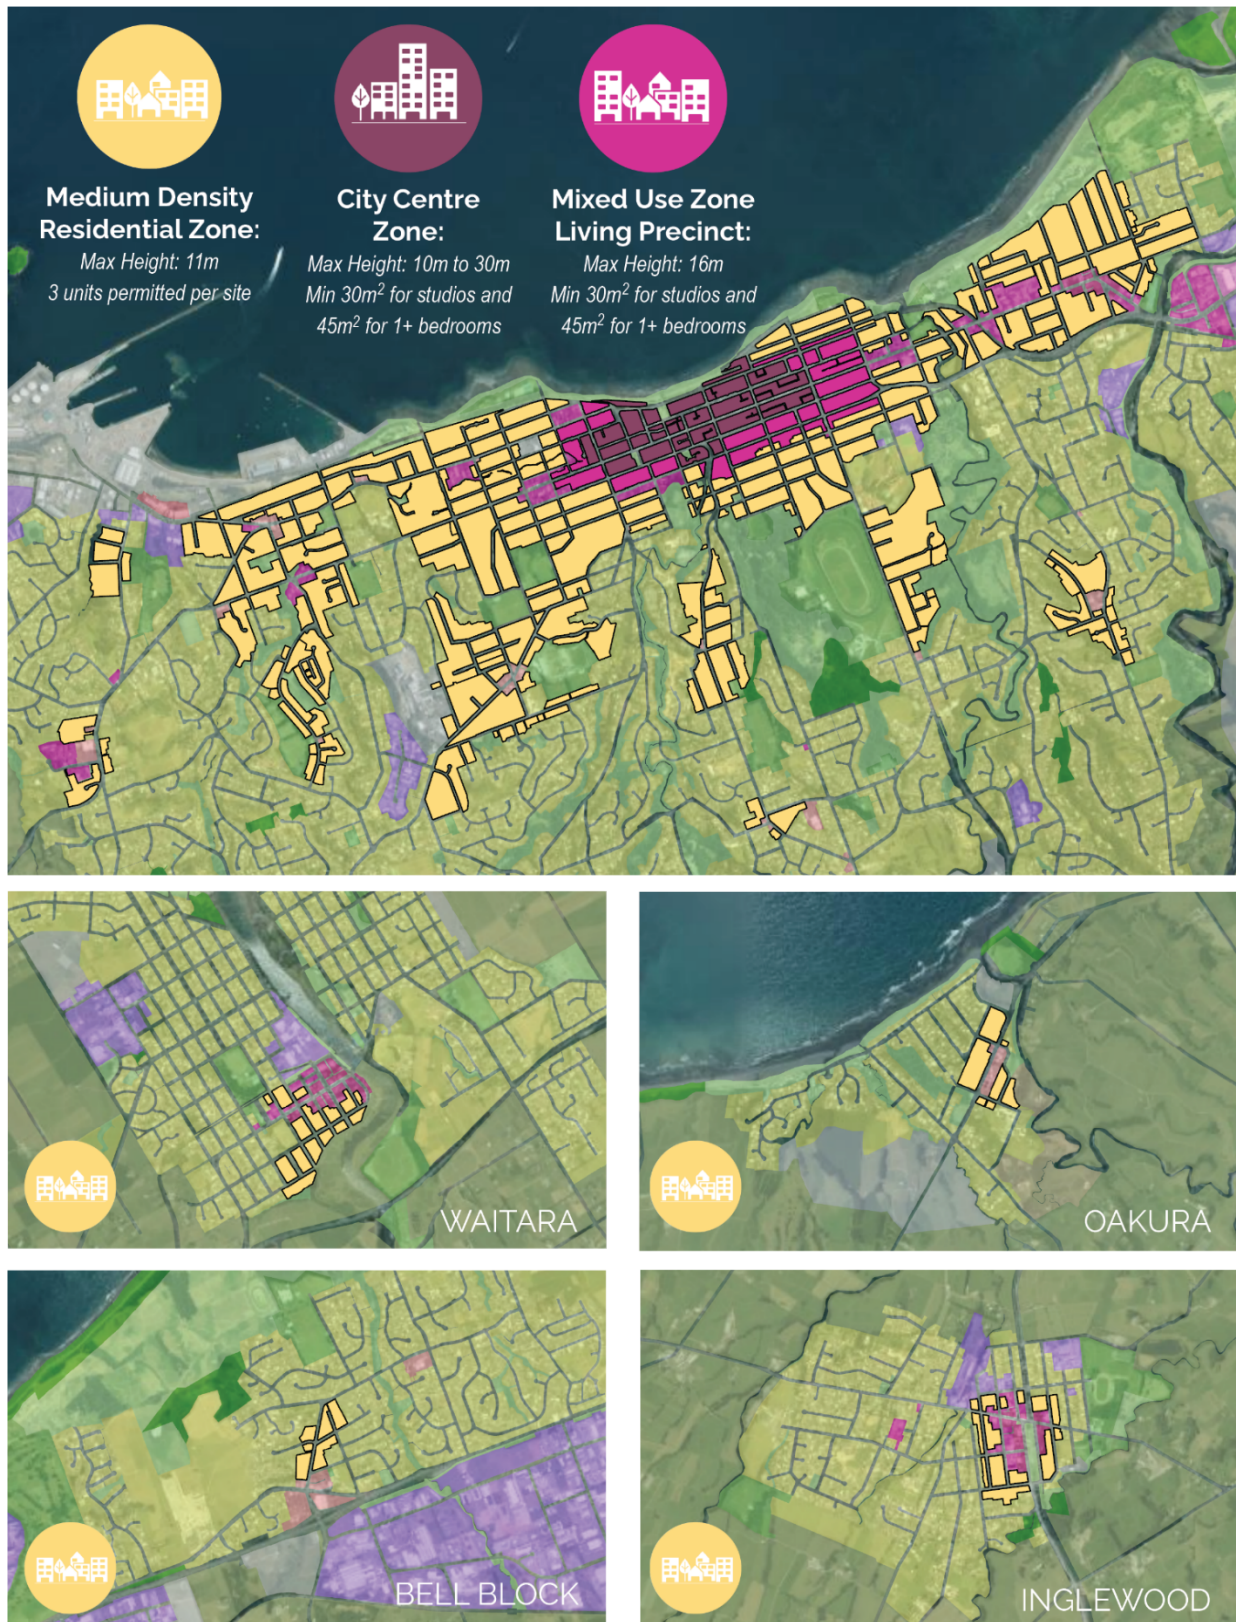 Medium Density
Residential Zone:
Max Height: 11m
3 units permitted per site
City Centre
Zone:
Max Height: 10m to 30m
Min 30m² for studios and
45m² for 1+ bedrooms
Mixed Use Zone
Living Precinct:
Max Height: 16m
Min 30m² for studios and
45m² for 1+ bedrooms
WAITARA
OAKURA
BELL BLOCK
INGLEWOOD